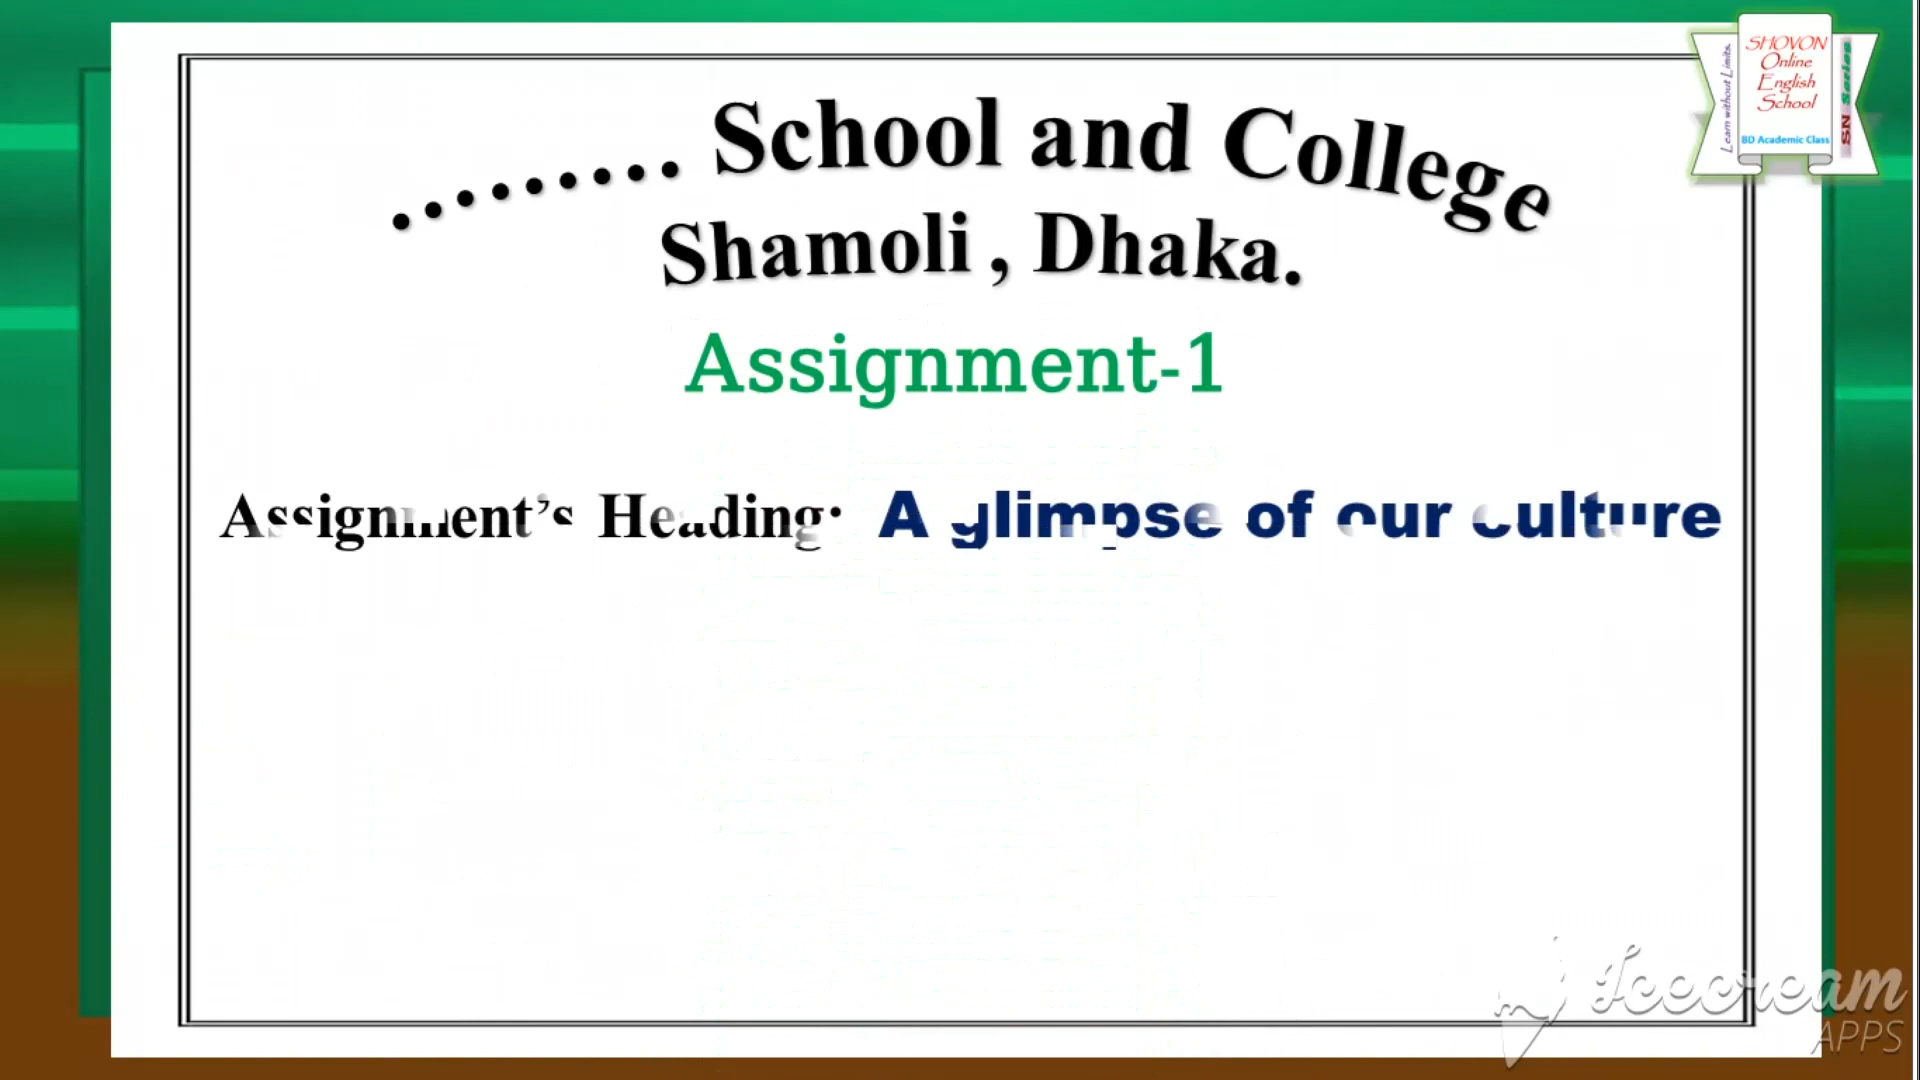 ......... School and College
Shamoli , Dhaka.
Assignment-1
Assignment’s Heading: A glimpse of our culture
Learn without Limits.
SHOVON
Online
English
School
BD Academic Class
SN Series
Icecream
APPS